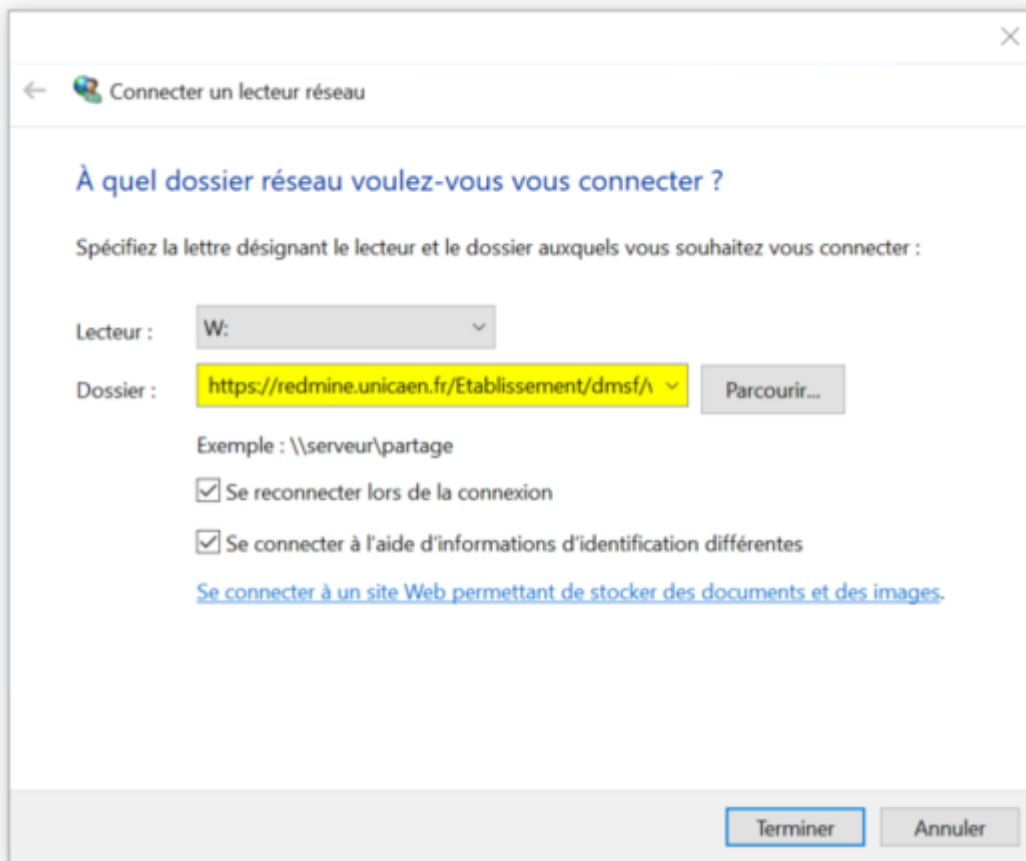 Connecter un lecteur réseau
À quel dossier réseau voulez-vous vous connecter ?
Spécifiez la lettre désignant le lecteur et le dossier auxquels vous souhaitez vous connecter :
Lecteur : W:
Dossier : https://redmine.unicaen.fr/Etablissement/dmsf/ Parcourir...
Exemple : \\serveur\partage
Se reconnecter lors de la connexion
Se connecter à l'aide d'informations d'identification différentes
Se connecter à un site Web permettant de stocker des documents et des images.
Terminer Annuler